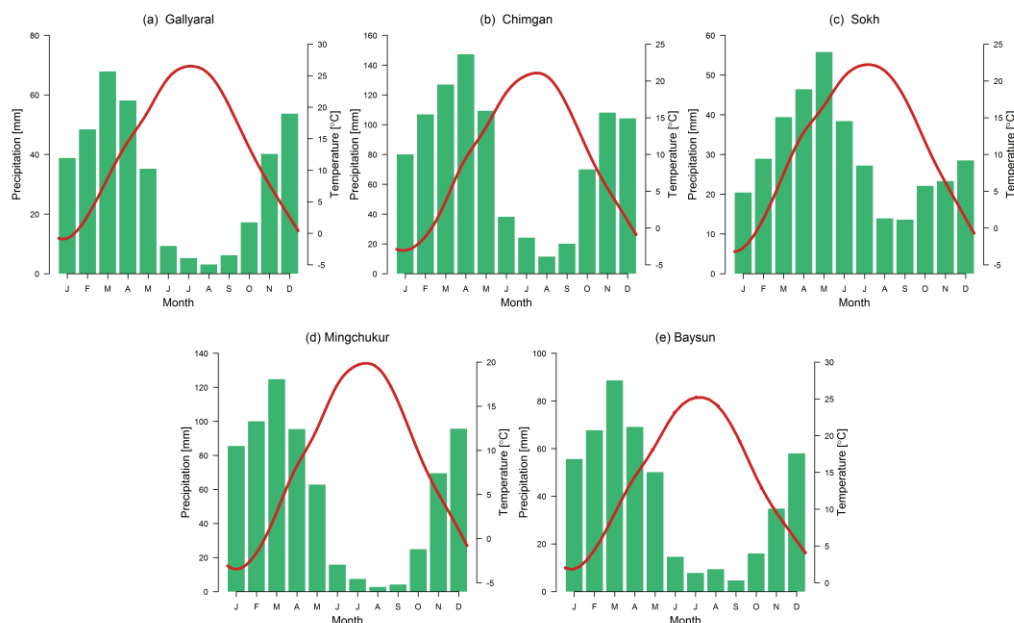 (a) Gallyaral
(b) Chimgan
(c) Sokh
80
60
40
20
0
Precipitation [mm]
30
25
20
15
10
5
0
-5
Temperature [°C]
J F M A M J J A S O N D
Month
160
140
120
100
80
60
40
20
0
Precipitation [mm]
25
20
15
10
5
0
-5
Temperature [°C]
J F M A M J J A S O N D
Month
60
50
40
30
20
10
0
Precipitation [mm]
25
20
15
10
5
0
-5
Temperature [°C]
J F M A M J J A S O N D
Month
(d) Mingchukur
(e) Baysun
140
120
100
80
60
40
20
0
Precipitation [mm]
20
15
10
5
0
-5
Temperature [°C]
J F M A M J J A S O N D
Month
100
80
60
40
20
0
Precipitation [mm]
30
25
20
15
10
5
0
Temperature [°C]
J F M A M J J A S O N D
Month